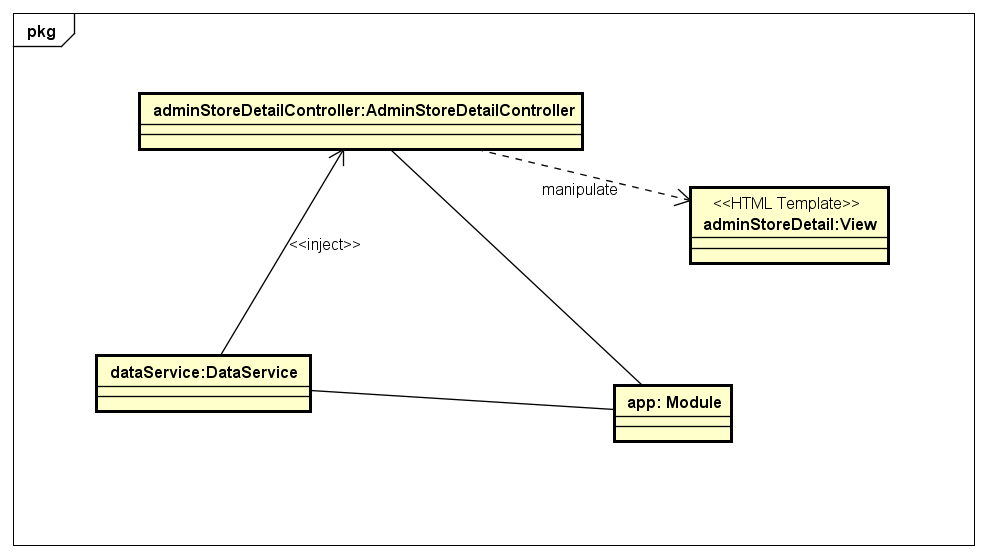 pkg
adminStoreDetailController:AdminStoreDetailController
manipulate
<<HTML Template>>
adminStoreDetail:View
<<inject>>
dataService:DataService
app: Module